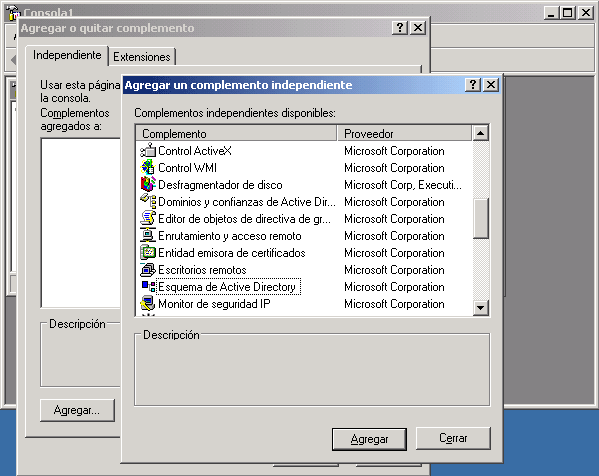 Consola1
Agregar o quitar complemento
Independiente
Extensiones
Usar esta página
la consola.
Complementos
agregados a:
Descripción
Agregar...
Agregar un complemento independiente
Complementos independientes disponibles:
Complemento Proveedor
Control ActiveX Microsoft Corporation
Control WMI Microsoft Corporation
Desfragmentador de disco Microsoft Corp, Executi...
Dominios y confianzas de Active Dir... Microsoft Corporation
Editor de objetos de directiva de gr... Microsoft Corporation
Enrutamiento y acceso remoto Microsoft Corporation
Entidad emisora de certificados Microsoft Corporation
Escritorios remotos Microsoft Corporation
Esquema de Active Directory Microsoft Corporation
Monitor de seguridad IP Microsoft Corporation
Descripción
Agregar
Cerrar